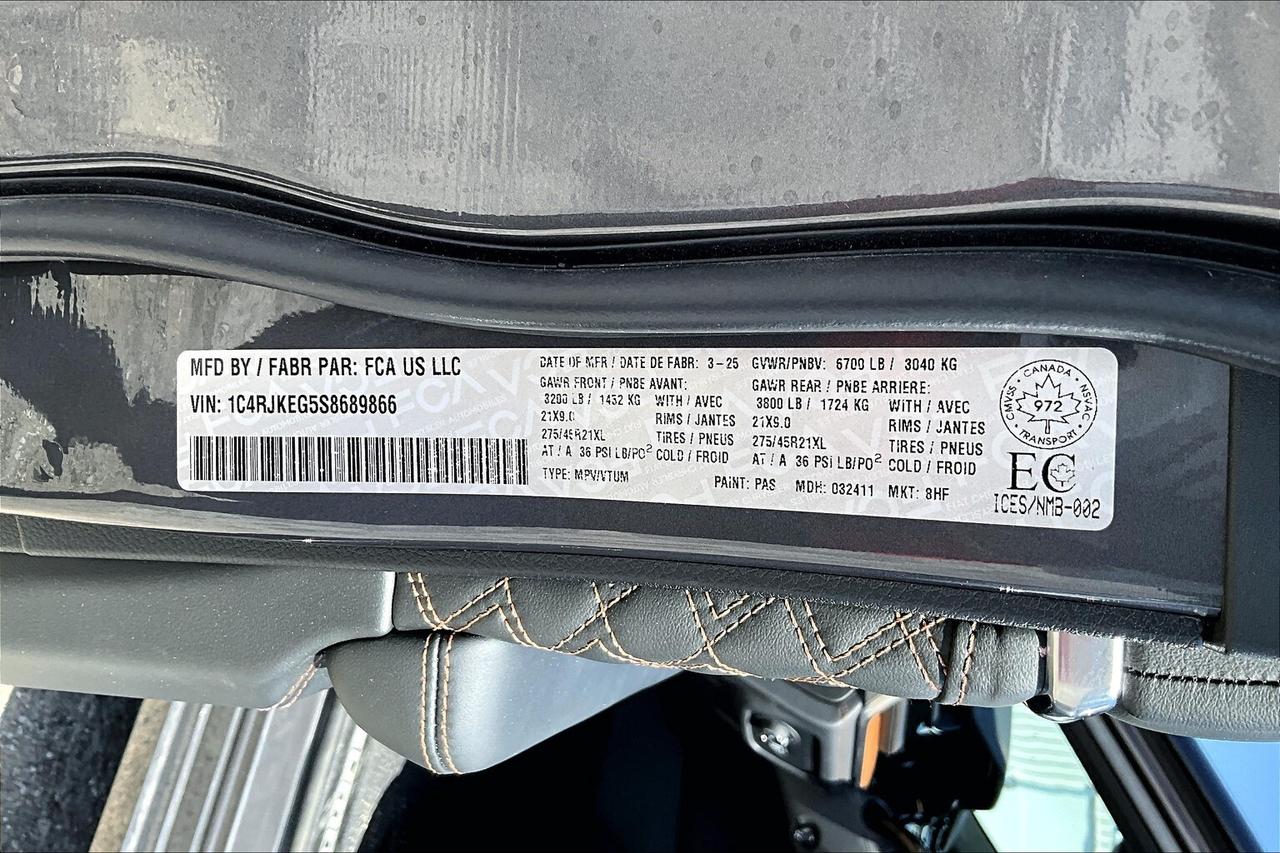 MFD BY / FABR PAR: FCA US LLC
VIN: 1C4RJKEG5S8689866
DATE OF MFR / DATE DE FABR: 3-25
GAWR FRONT / PNBE AVANT:
3200 LB / 1452 KG WITH / AVEC
21X9.0 RIMS / JANTES
275/45R21XL TIRES / PNEUS
AT / A 36 PSI LB/PO² COLD / FROID
TYPE: MPV/VTUM
GVWR/PNBV: 6700 LB / 3040 KG
GAWR REAR / PNBE ARRIERE:
3800 LB / 1724 KG WITH / AVEC
21X9.0 RIMS / JANTES
275/45R21XL TIRES / PNEUS
AT / A 36 PSI LB/PO² COLD / FROID
PAINT: PAS MDH: 032411 MKT: 8HF
CANADA
CMVSS
972
NSVAC
TRANSPORT
EC
ICES/NMB-002